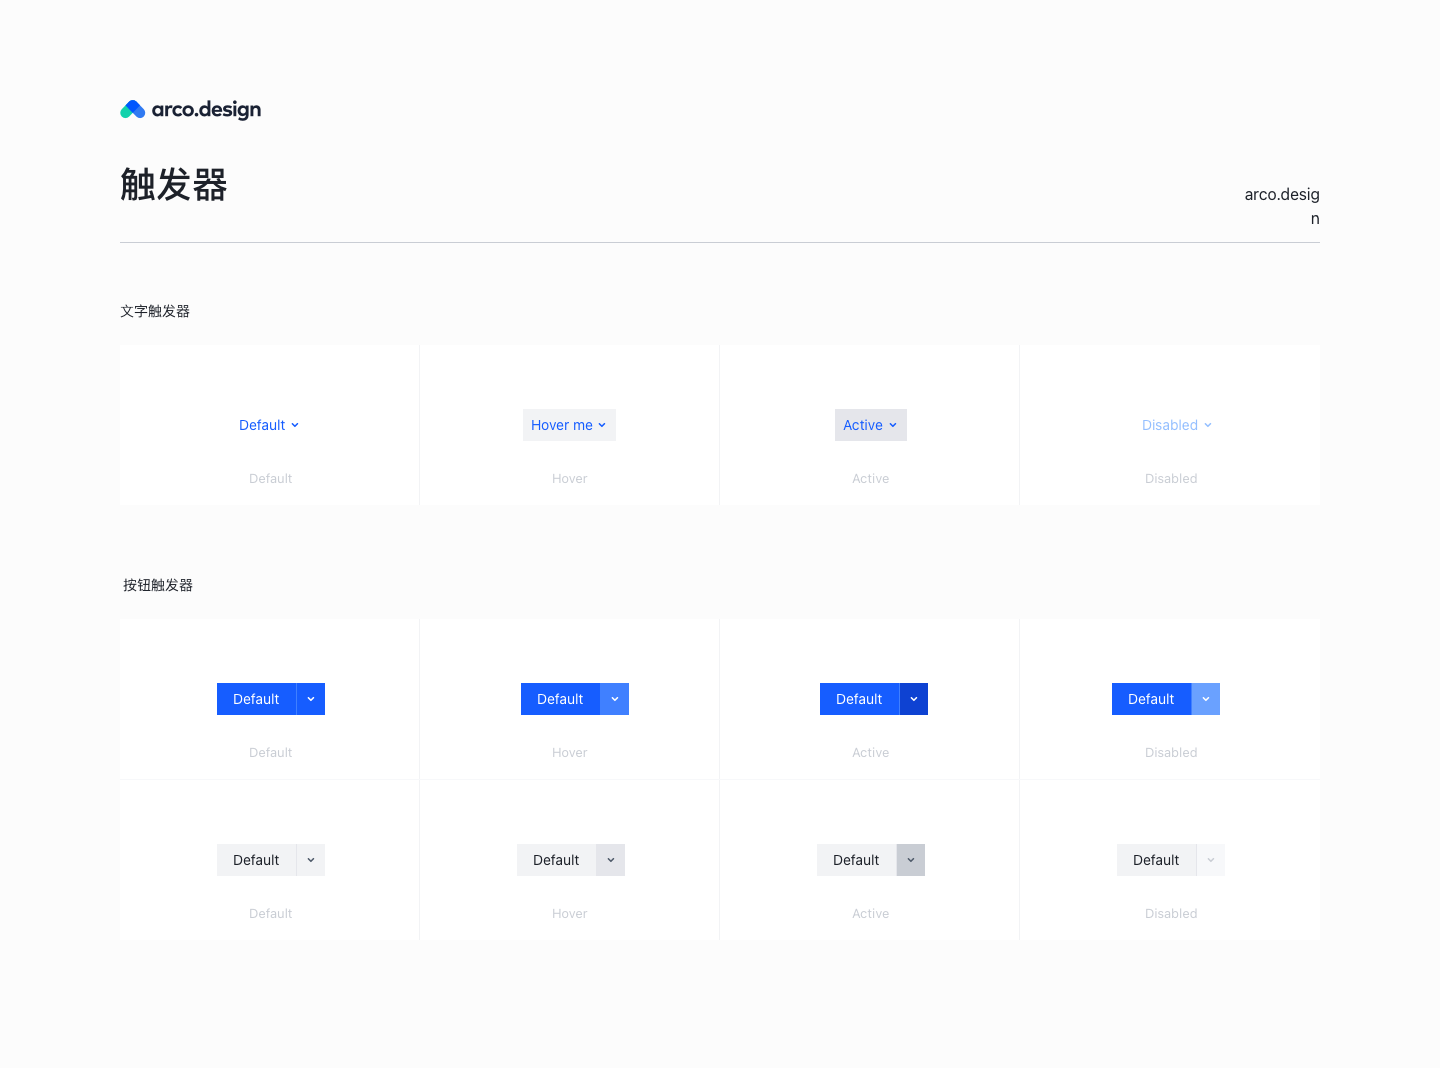 arco.design
触发器
arco.desig
n
文字触发器
Default
Hover me
Active
Disabled
Default
Hover
Active
Disabled
按钮触发器
Default
Default
Default
Default
Default
Hover
Active
Disabled
Default
Default
Default
Default
Default
Hover
Active
Disabled